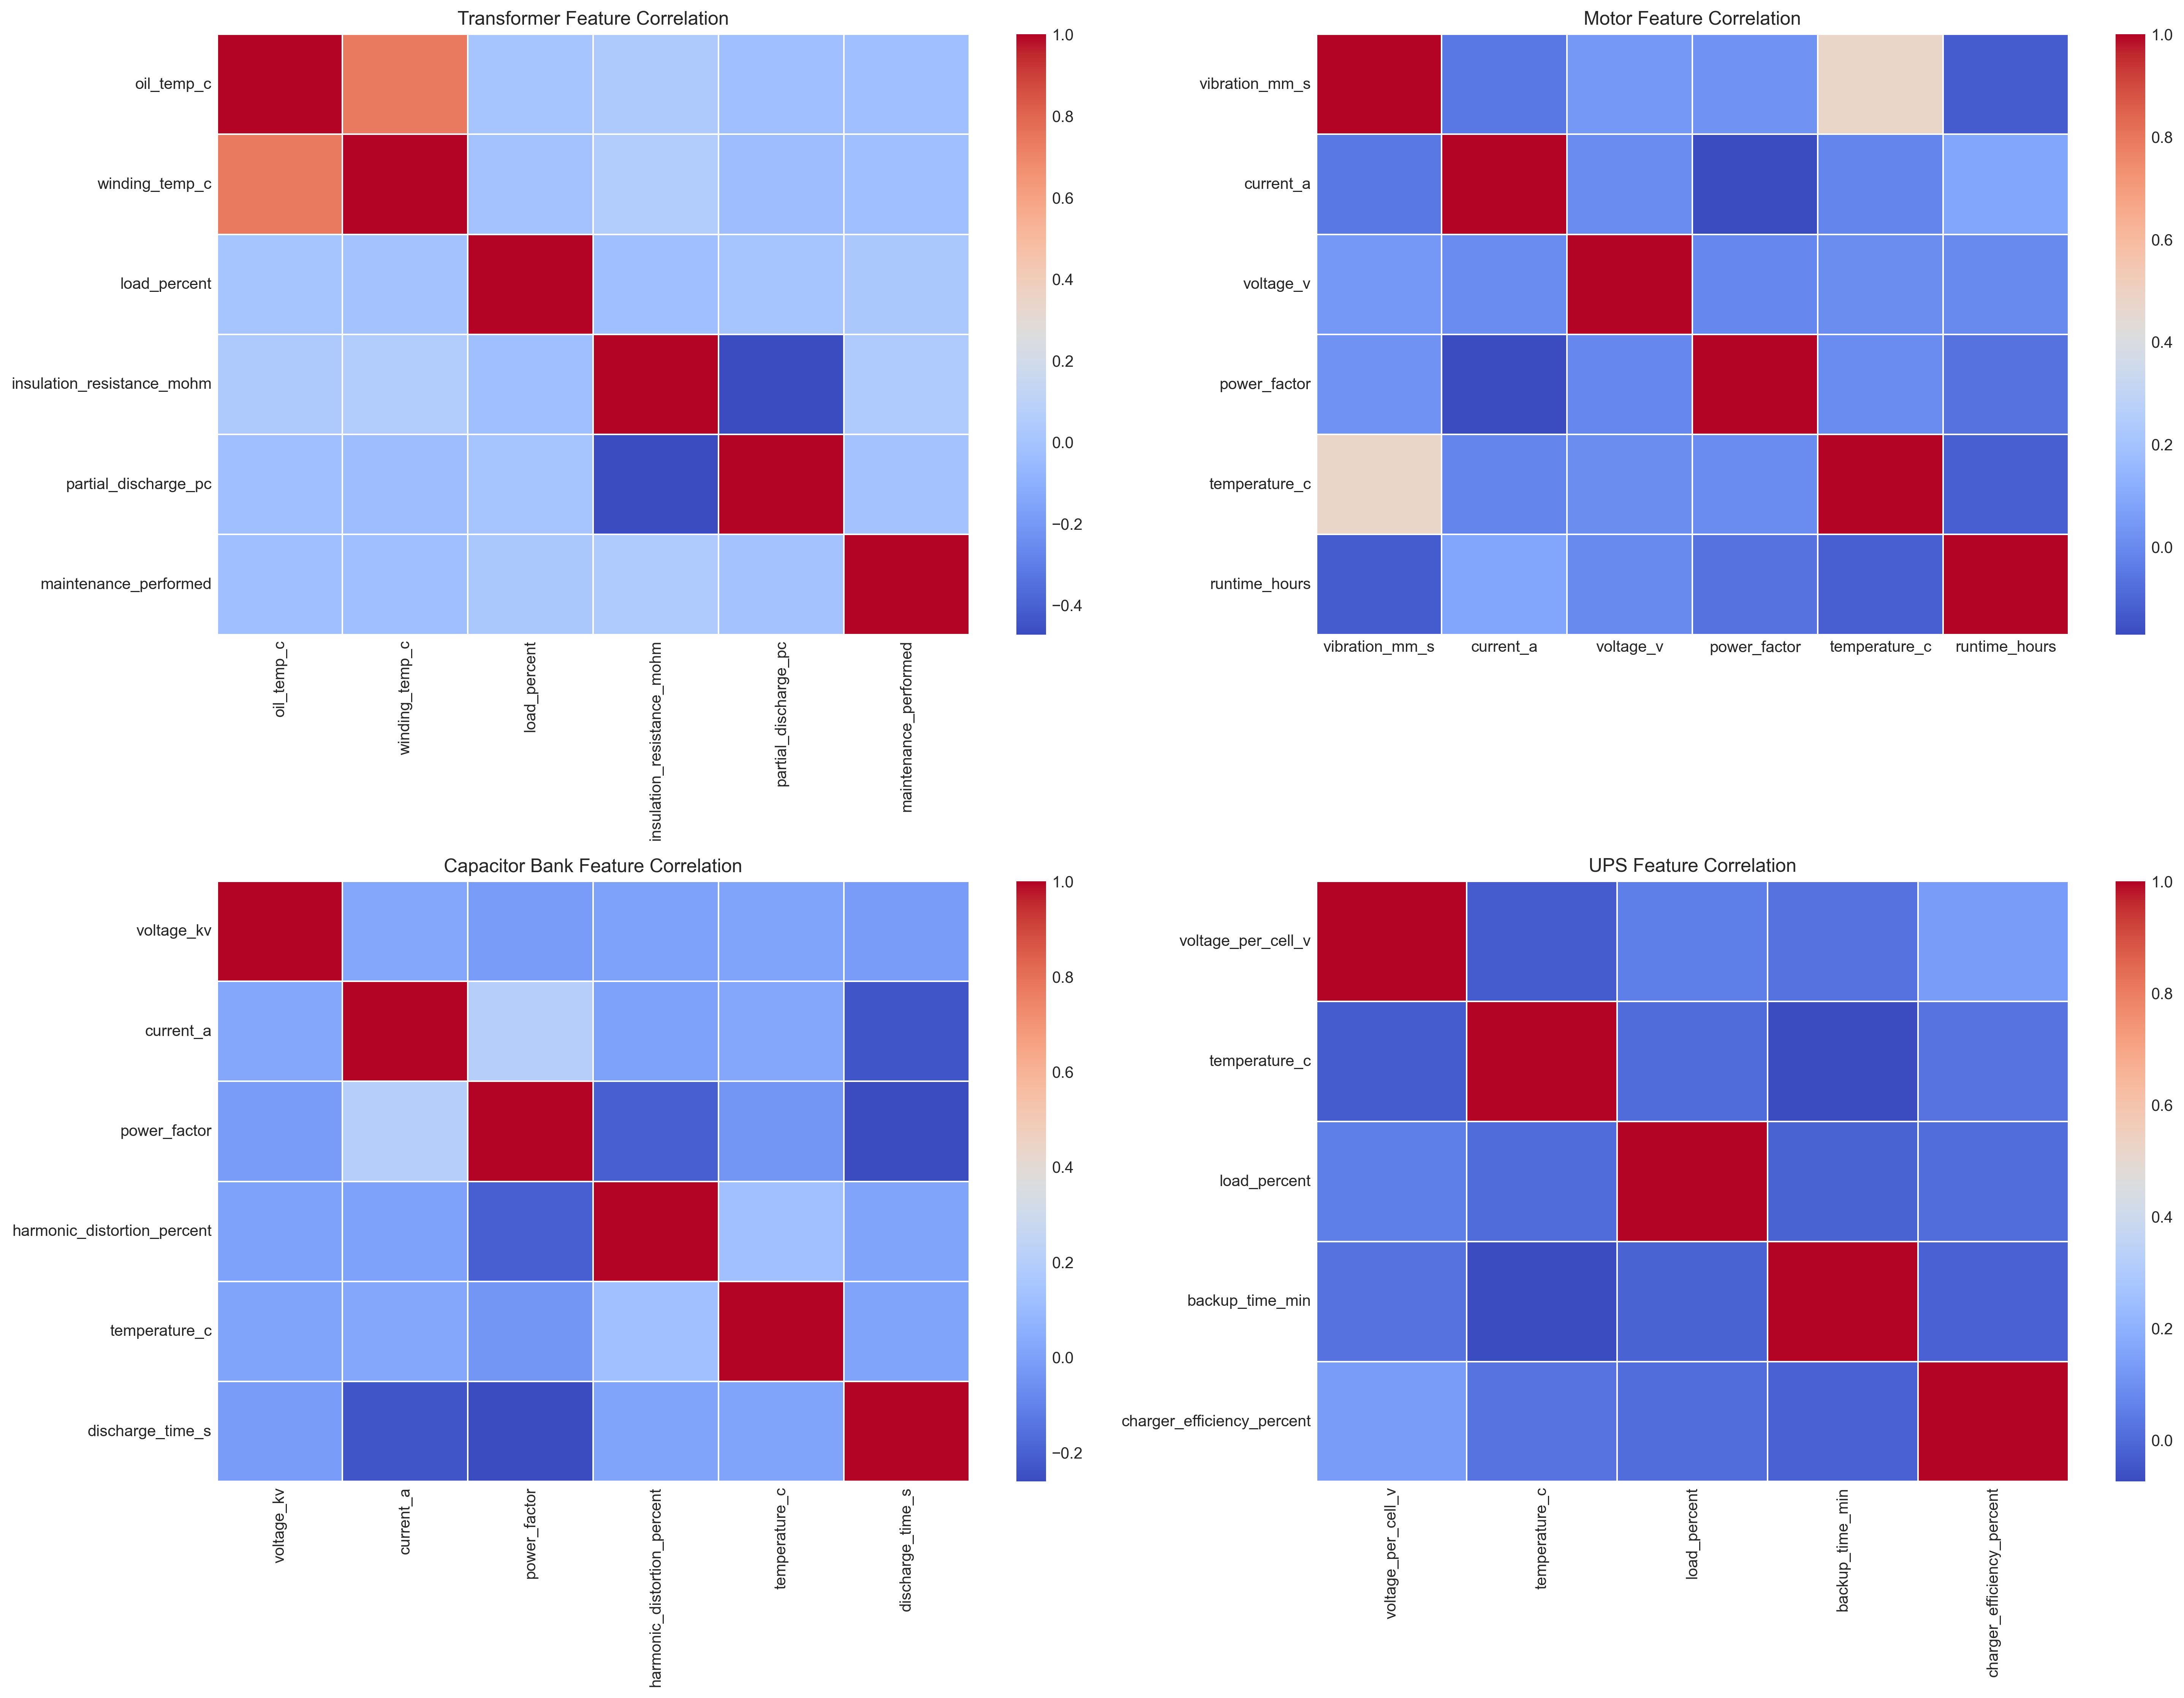 Transformer Feature Correlation
oil_temp_c
winding_temp_c
load_percent
insulation_resistance_mohm
partial_discharge_pc
maintenance_performed
oil_temp_c
winding_temp_c
load_percent
insulation_resistance_mohm
partial_discharge_pc
maintenance_performed
1.0
0.8
0.6
0.4
0.2
0.0
−0.2
−0.4
Motor Feature Correlation
vibration_mm_s
current_a
voltage_v
power_factor
temperature_c
runtime_hours
vibration_mm_s
current_a
voltage_v
power_factor
temperature_c
runtime_hours
1.0
0.8
0.6
0.4
0.2
0.0
Capacitor Bank Feature Correlation
voltage_kv
current_a
power_factor
harmonic_distortion_percent
temperature_c
discharge_time_s
voltage_kv
current_a
power_factor
harmonic_distortion_percent
temperature_c
discharge_time_s
1.0
0.8
0.6
0.4
0.2
0.0
−0.2
UPS Feature Correlation
voltage_per_cell_v
temperature_c
load_percent
backup_time_min
charger_efficiency_percent
voltage_per_cell_v
temperature_c
load_percent
backup_time_min
charger_efficiency_percent
1.0
0.8
0.6
0.4
0.2
0.0